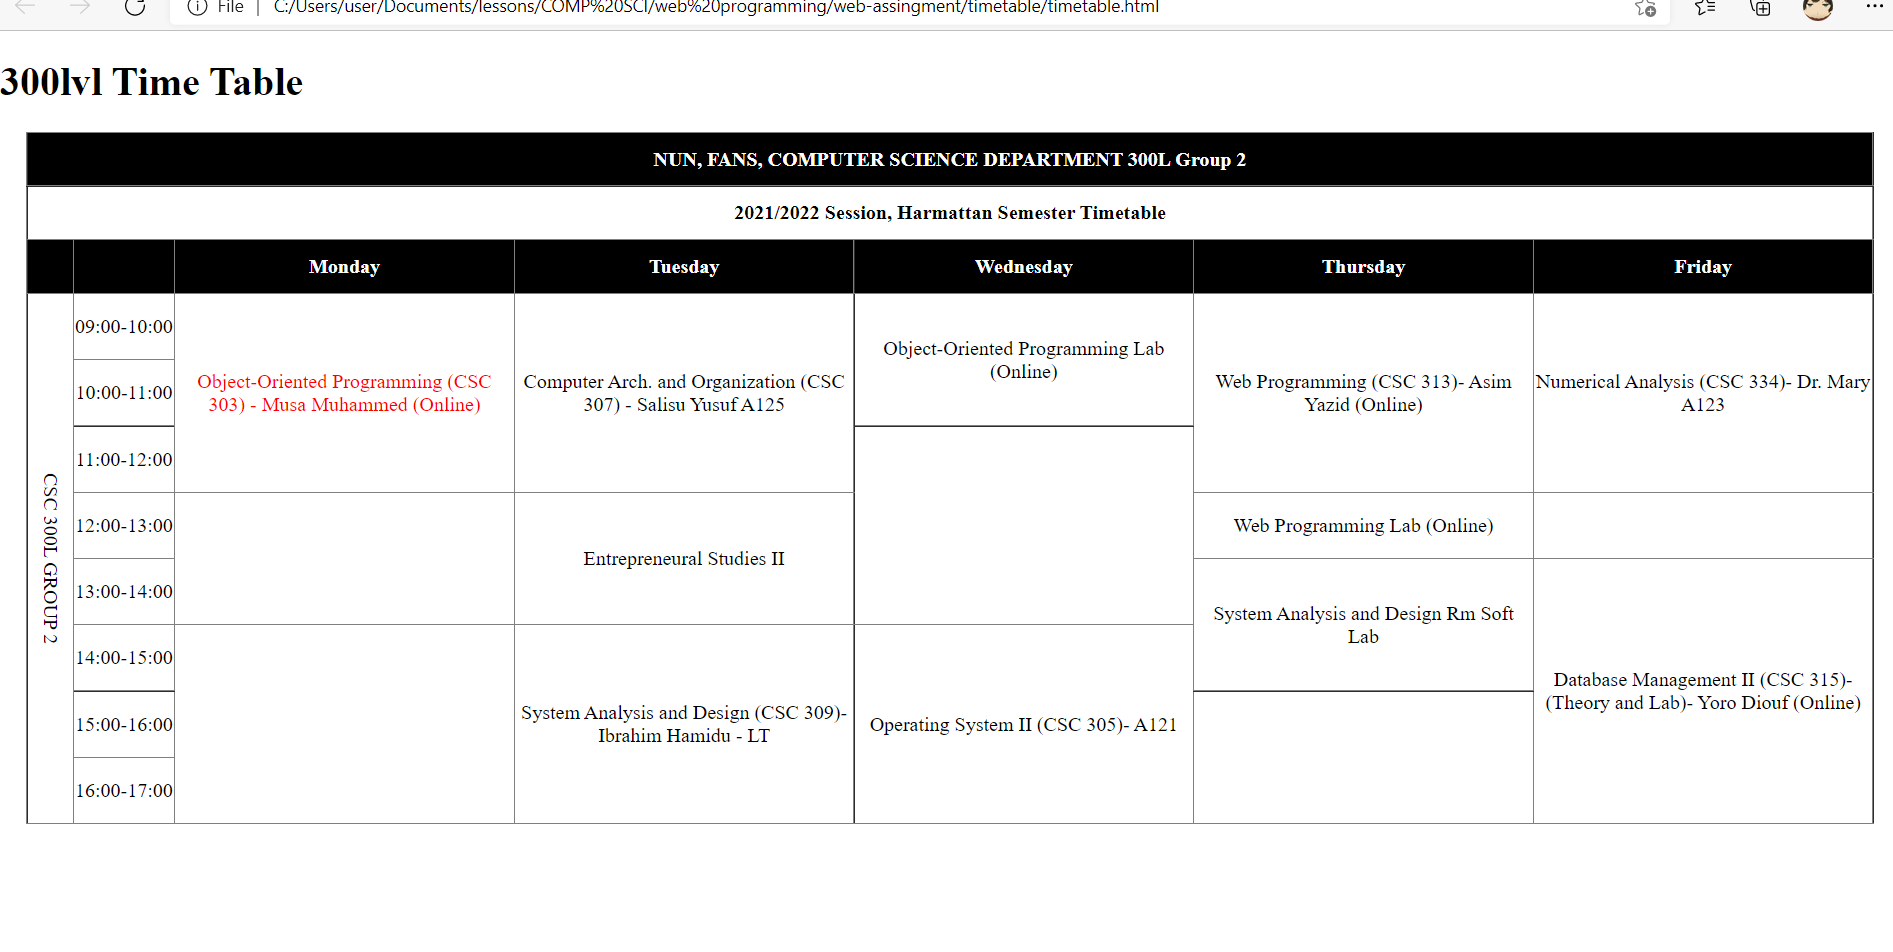 File | C:/Users/user/Documents/lessons/COMP%20SCI/web%20programming/web-assingment/timetable/timetable.html
300lvl Time Table
NUN, FANS, COMPUTER SCIENCE DEPARTMENT 300L Group 2
2021/2022 Session, Harmattan Semester Timetable
Monday
Tuesday
Wednesday
Thursday
Friday
CSC 300L GROUP 2
09:00-10:00
Object-Oriented Programming (CSC
303) - Musa Muhammed (Online)
Computer Arch. and Organization (CSC
307) - Salisu Yusuf A125
Object-Oriented Programming Lab
(Online)
Web Programming (CSC 313)- Asim
Yazid (Online)
Numerical Analysis (CSC 334)- Dr. Mary
A123
10:00-11:00
11:00-12:00
12:00-13:00
Entrepreneural Studies II
Web Programming Lab (Online)
13:00-14:00
System Analysis and Design Rm Soft
Lab
Database Management II (CSC 315)-
(Theory and Lab)- Yoro Diouf (Online)
14:00-15:00
System Analysis and Design (CSC 309)-
Ibrahim Hamidu - LT
Operating System II (CSC 305)- A121
15:00-16:00
16:00-17:00